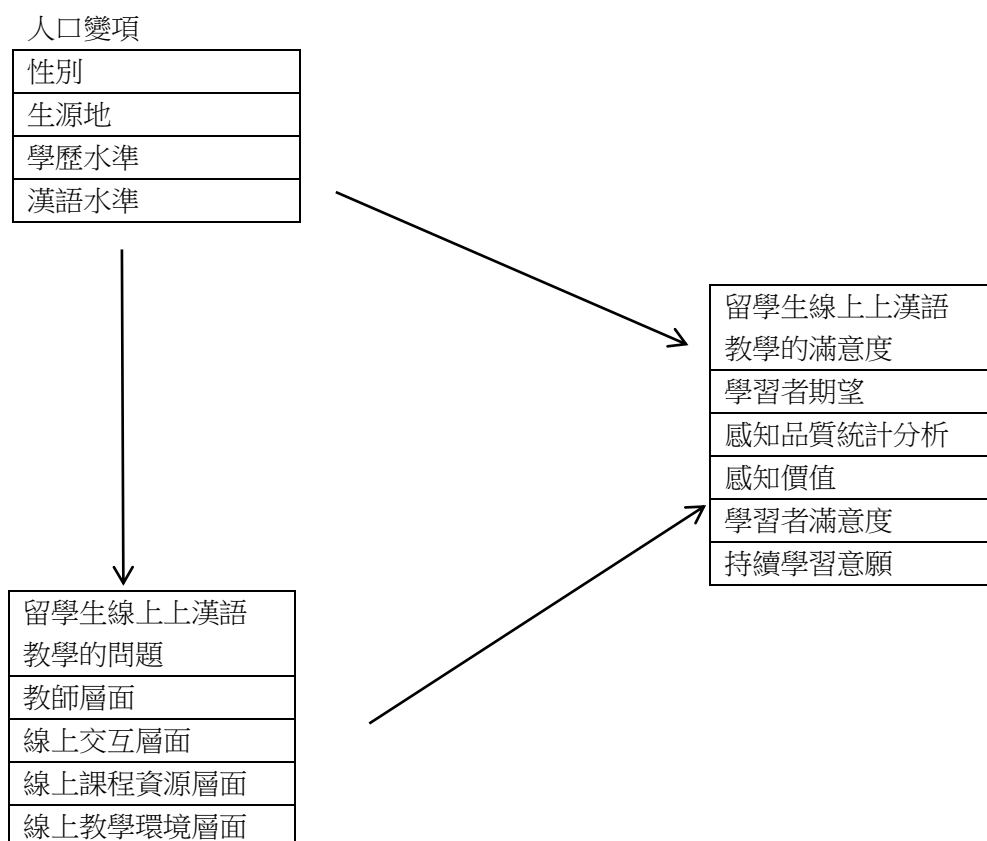 人口變項
性別
生源地
學歷水準
漢語水準
留學生線上上漢語
教學的滿意度
學習者期望
感知品質統計分析
感知價值
學習者滿意度
持續學習意願
留學生線上上漢語
教學的問題
教師層面
線上交互層面
線上課程資源層面
線上教學環境層面